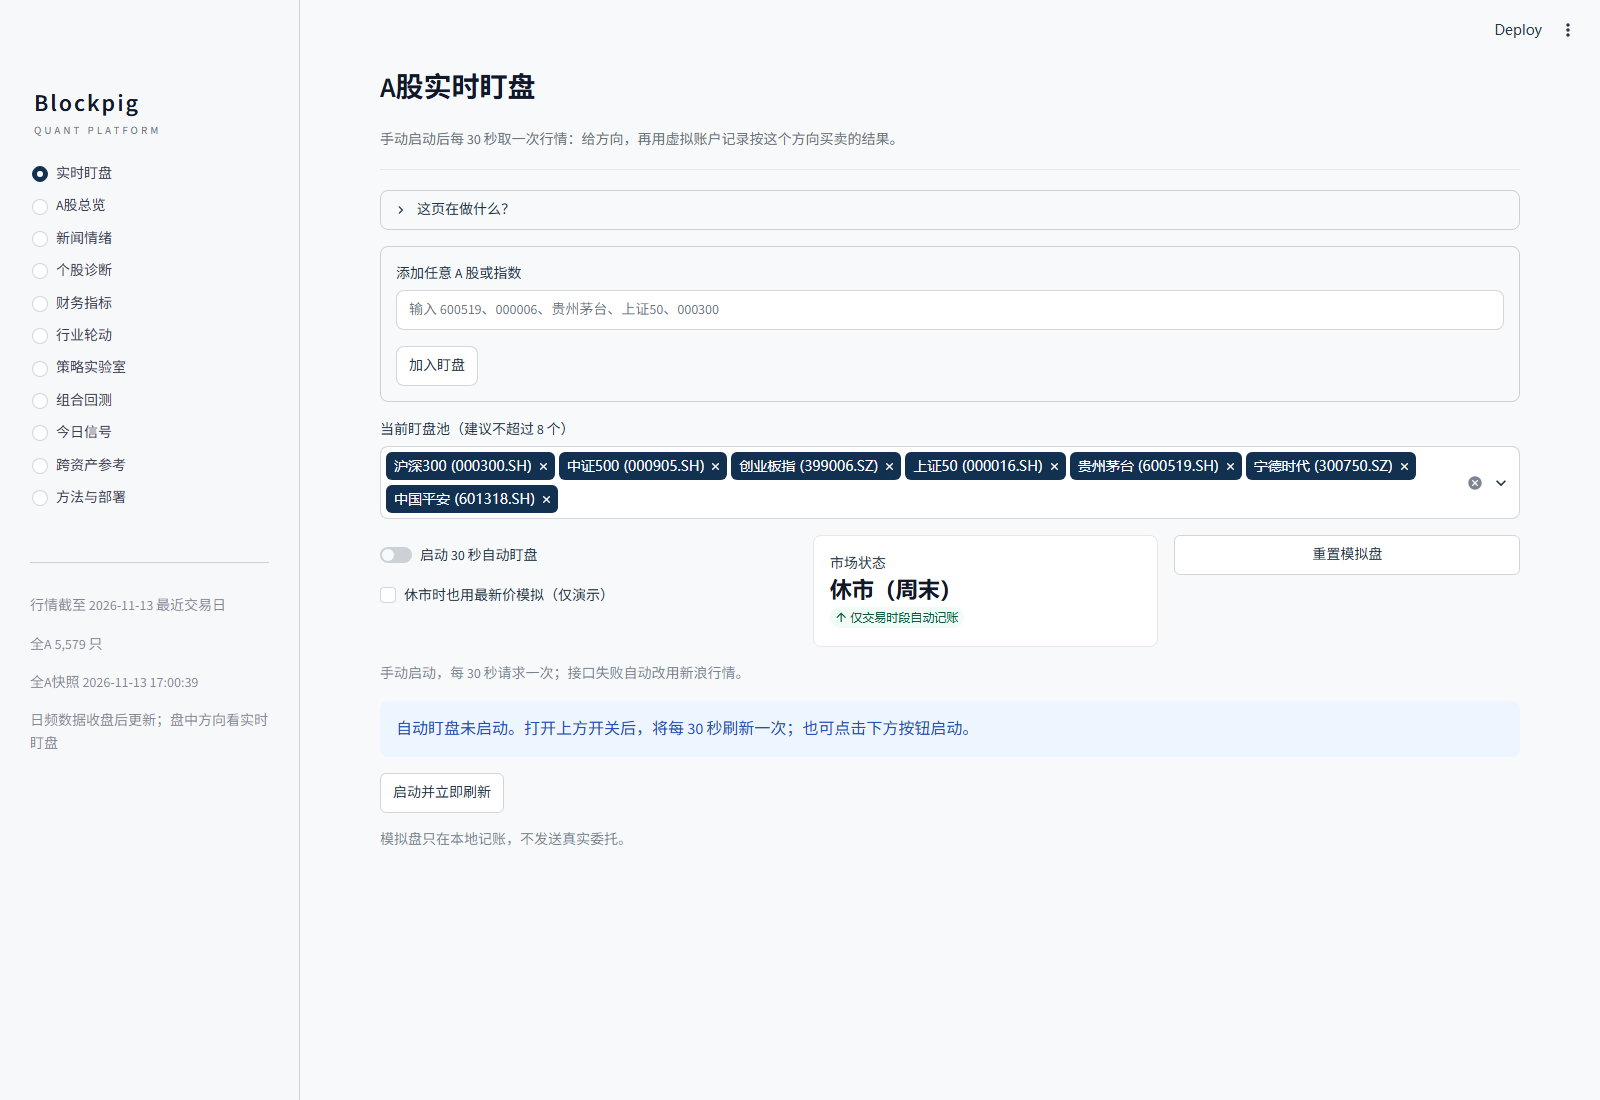 Deploy
Blockpig
QUANT PLATFORM
实时盯盘
A股总览
新闻情绪
个股诊断
财务指标
行业轮动
策略实验室
组合回测
今日信号
跨资产参考
方法与部署
行情截至 2026-11-13 最近交易日
全A 5,579 只
全A快照 2026-11-13 17:00:39
日频数据收盘后更新；盘中方向看实时
盯盘
A股实时盯盘
手动启动后每 30 秒取一次行情：给方向，再用虚拟账户记录按这个方向买卖的结果。
这页在做什么？
添加任意 A 股或指数
输入 600519、000006、贵州茅台、上证50、000300
加入盯盘
当前盯盘池（建议不超过 8 个）
沪深300 (000300.SH) × 中证500 (000905.SH) × 创业板指 (399006.SZ) × 上证50 (000016.SH) × 贵州茅台 (600519.SH) × 宁德时代 (300750.SZ) ×
中国平安 (601318.SH) ×
启动 30 秒自动盯盘
休市时也用最新价模拟（仅演示）
市场状态
休市（周末）
↑ 仅交易时段自动记账
重置模拟盘
手动启动，每 30 秒请求一次；接口失败自动改用新浪行情。
自动盯盘未启动。打开上方开关后，将每 30 秒刷新一次；也可点击下方按钮启动。
启动并立即刷新
模拟盘只在本地记账，不发送真实委托。